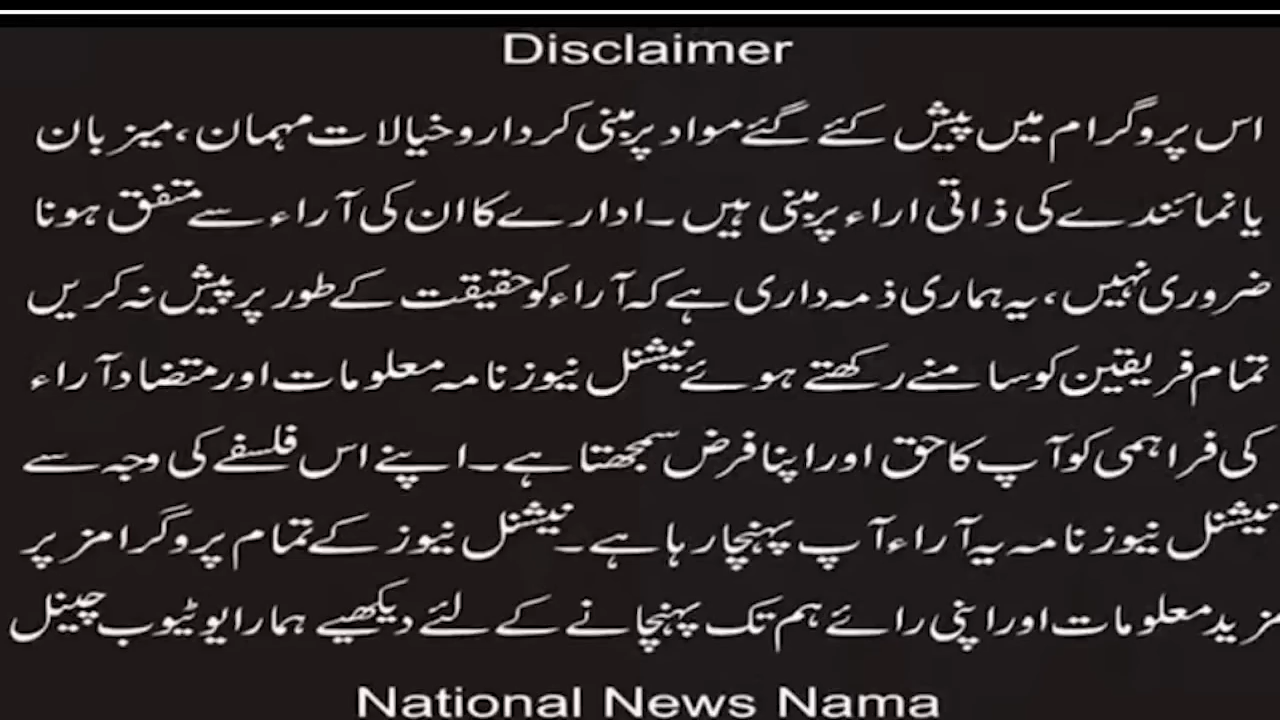 Disclaimer
اس پروگرام میں پیش کئے گئے مواد پر مبنی کردار و خیالات مہمان، میزبان
یا نمائندے کی ذاتی اراء پر مبنی ہیں۔ ادارے کا ان کی آراء سے متفق ہونا
ضروری نہیں، یہ ہماری ذمہ داری ہے کہ آراء کو حقیقت کے طور پر پیش نہ کریں
تمام فریقین کو سامنے رکھتے ہوئے نیشنل نیوز نامہ معلومات اور متضاد آراء
کی فراہمی کو آپ کا حق اور اپنا فرض سمجھتا ہے۔ اپنے اس فلسفے کی وجہ سے
نیشنل نیوز نامہ یہ آراء آپ پہنچا رہا ہے۔ نیشنل نیوز کے تمام پروگرامز پر
مزید معلومات اور اپنی رائے ہم تک پہنچانے کے لئے دیکھیے ہمارا یوٹیوب چینل
National News Nama